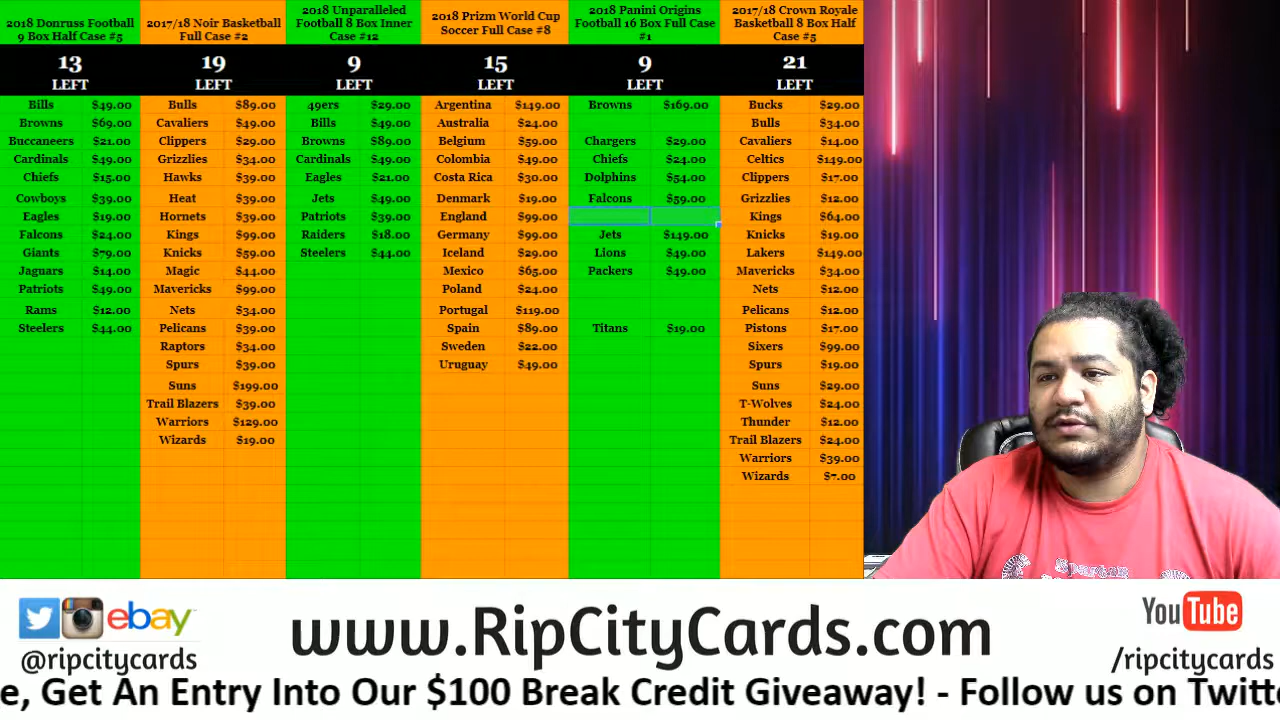 2018 Donruss Football
9 Box Half Case #5
13
LEFT
Bills $49.00
Browns $69.00
Buccaneers $21.00
Cardinals $49.00
Chiefs $15.00
Cowboys $39.00
Eagles $19.00
Falcons $24.00
Giants $79.00
Jaguars $14.00
Patriots $49.00
Rams $12.00
Steelers $44.00
2017/18 Noir Basketball
Full Case #2
19
LEFT
Bulls $89.00
Cavaliers $49.00
Clippers $29.00
Grizzlies $34.00
Hawks $39.00
Heat $39.00
Hornets $39.00
Kings $99.00
Knicks $59.00
Magic $44.00
Mavericks $99.00
Nets $34.00
Pelicans $39.00
Raptors $34.00
Spurs $39.00
Suns $199.00
Trail Blazers $39.00
Warriors $129.00
Wizards $19.00
2018 Unparalleled
Football 8 Box Inner
Case #12
9
LEFT
49ers $29.00
Bills $49.00
Browns $89.00
Cardinals $49.00
Eagles $21.00
Jets $49.00
Patriots $39.00
Raiders $18.00
Steelers $44.00
2018 Prizm World Cup
Soccer Full Case #8
15
LEFT
Argentina $149.00
Australia $24.00
Belgium $59.00
Colombia $49.00
Costa Rica $30.00
Denmark $19.00
England $99.00
Germany $99.00
Iceland $29.00
Mexico $65.00
Poland $24.00
Portugal $119.00
Spain $89.00
Sweden $22.00
Uruguay $49.00
2018 Panini Origins
Football 16 Box Full Case
#1
9
LEFT
Browns $169.00
Chargers $29.00
Chiefs $24.00
Dolphins $54.00
Falcons $59.00
Jets $149.00
Lions $49.00
Packers $49.00
Titans $19.00
2017/18 Crown Royale
Basketball 8 Box Half
Case #5
21
LEFT
Bucks $29.00
Bulls $34.00
Cavaliers $14.00
Celtics $149.00
Clippers $17.00
Grizzlies $12.00
Kings $64.00
Knicks $19.00
Lakers $149.00
Mavericks $34.00
Nets $12.00
Pelicans $12.00
Pistons $17.00
Sixers $99.00
Spurs $19.00
Suns $29.00
T-Wolves $24.00
Thunder $12.00
Trail Blazers $24.00
Warriors $39.00
Wizards $7.00
ebay
@ripcitycards
www.RipCityCards.com
YouTube
/ripcitycards
e, Get An Entry Into Our $100 Break Credit Giveaway! - Follow us on Twitt